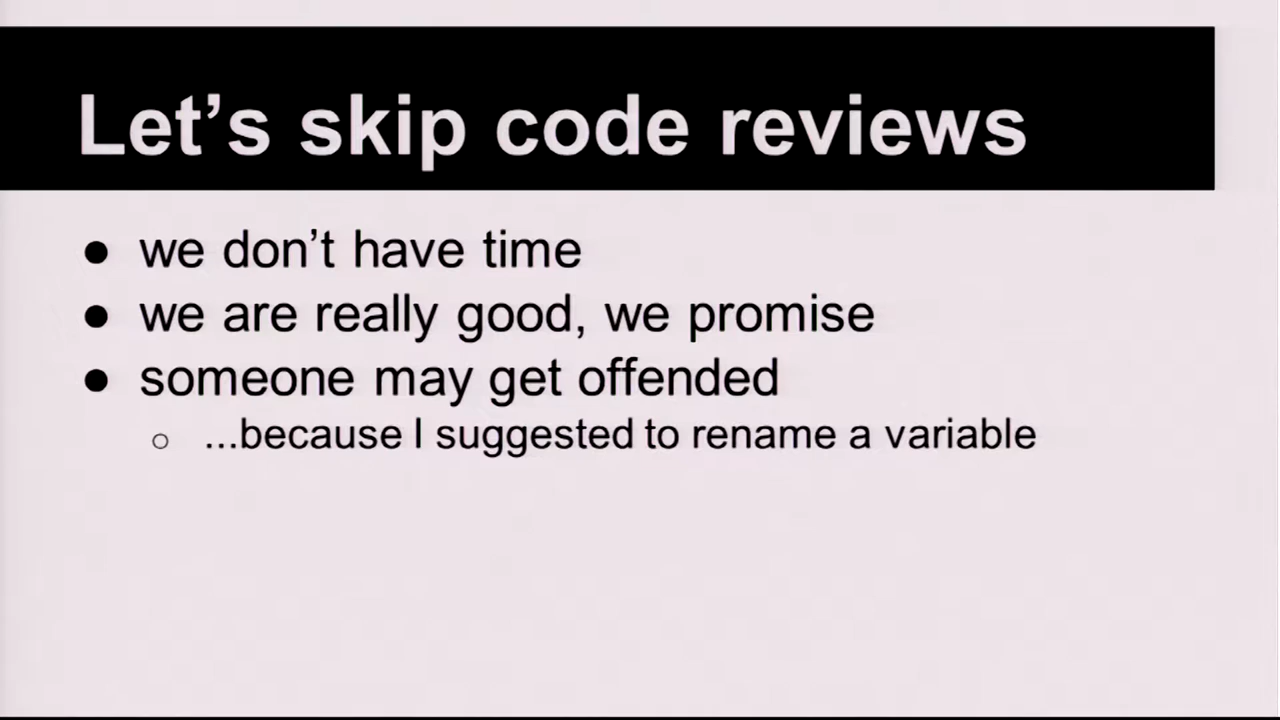 Let’s skip code reviews
● we don’t have time
● we are really good, we promise
● someone may get offended
○ ...because I suggested to rename a variable